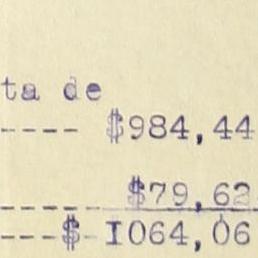 ta de
---- $984,44
----- $79,62
---$ 1064,06